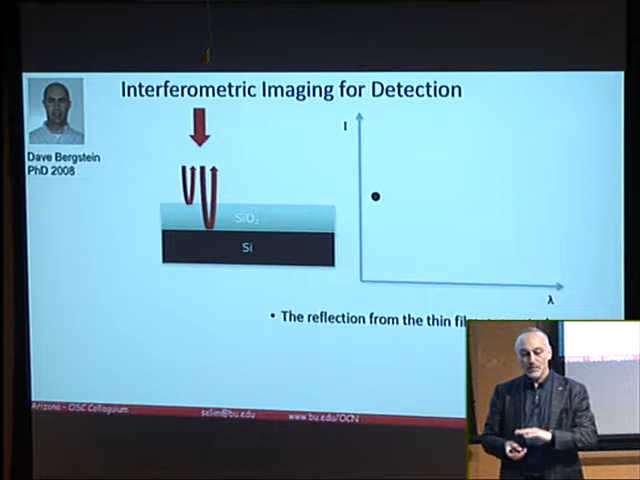 Interferometric Imaging for Detection
Dave Bergstein
PhD 2008
I
SiO₂
Si
λ
• The reflection from the thin
Arizona - OSC Colloquium selim@bu.edu www.bu.edu/OCN